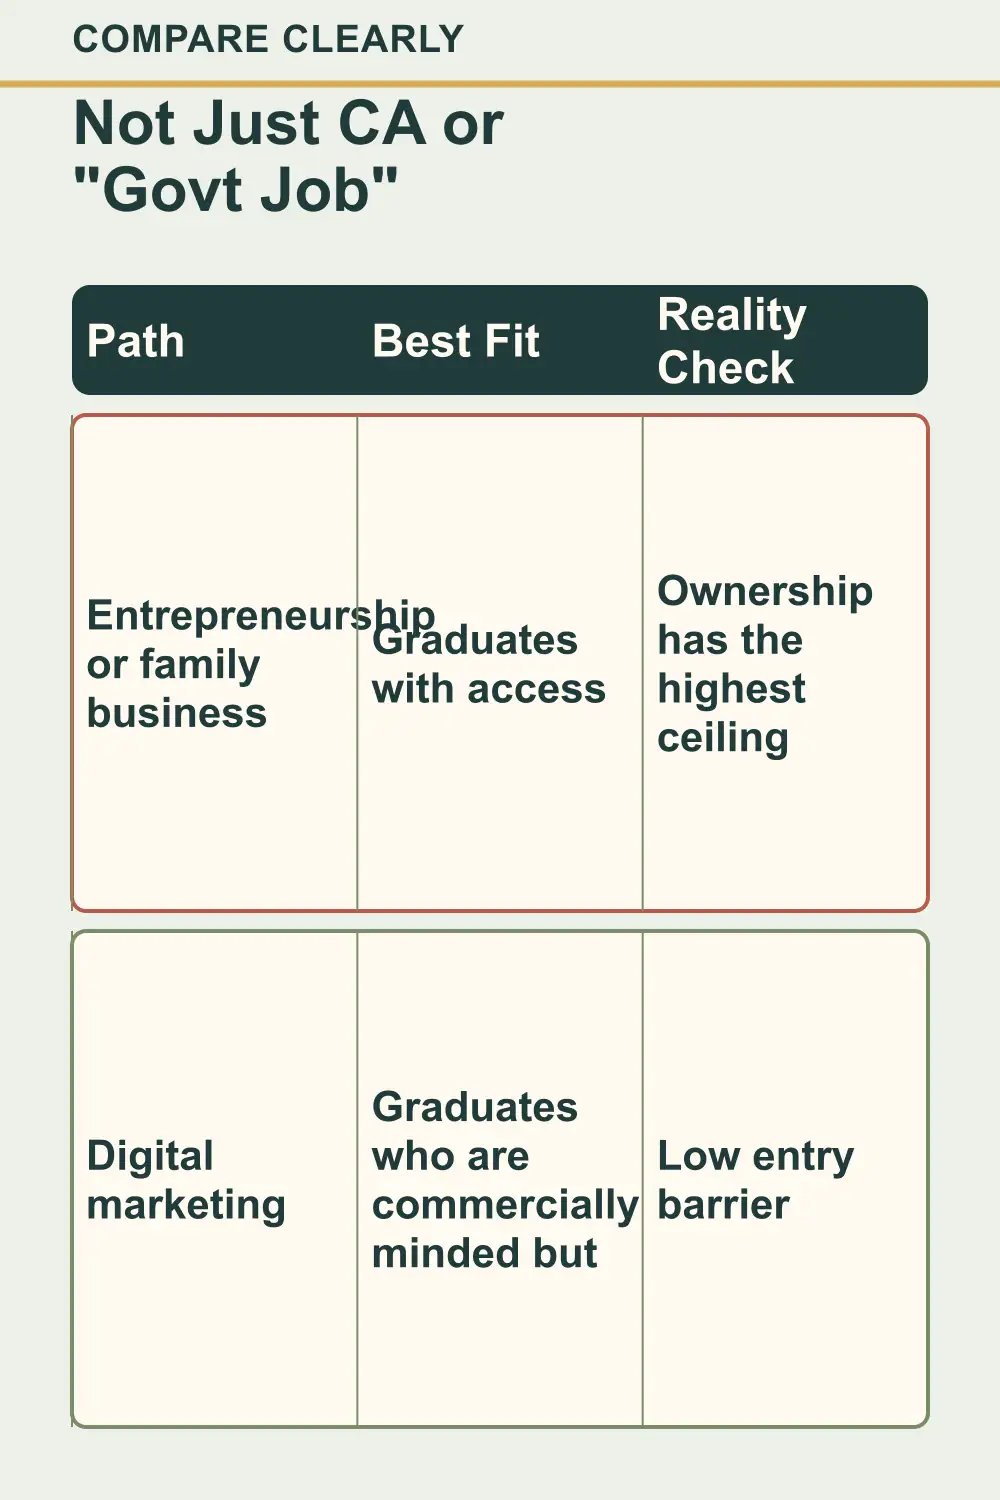 COMPARE CLEARLY
Not Just CA or
"Govt Job"
Path
Best Fit
Reality
Check
Entrepreneurship
or family
business
Graduates
with access
Ownership
has the
highest
ceiling
Digital
marketing
Graduates
who are
commercially
minded but
Low entry
barrier